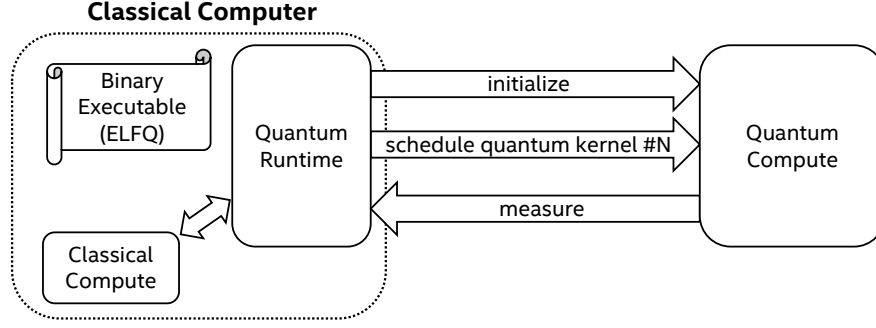 Classical Computer
Binary
Executable
(ELFQ)
Quantum
Runtime
Classical
Compute
initialize
schedule quantum kernel #N
measure
Quantum
Compute